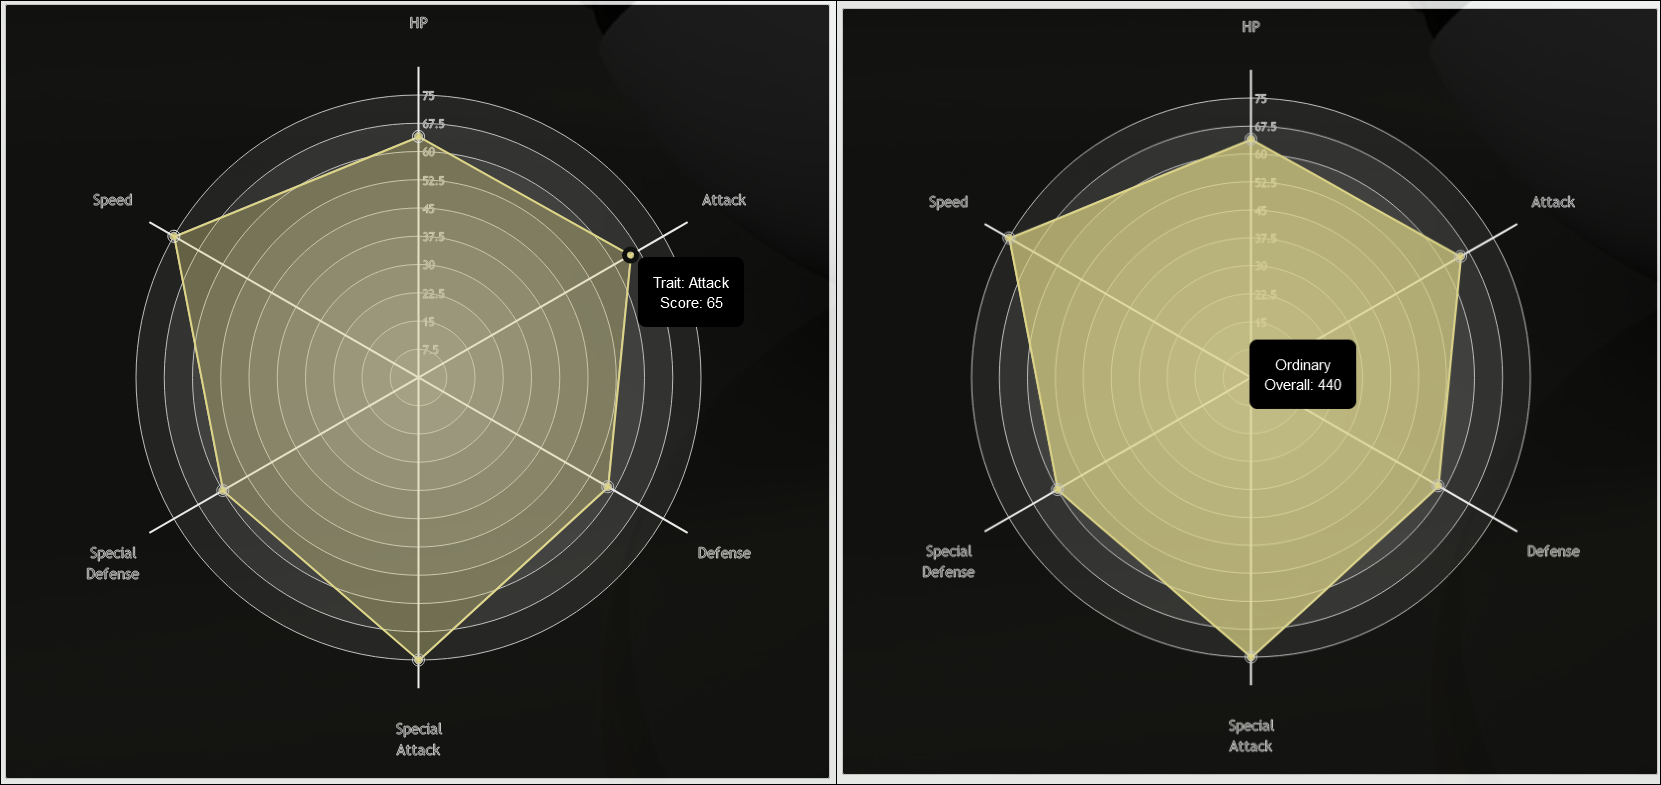 HP
75
67.5
60
52.5
45
37.5
30
22.5
15
7.5
Speed
Attack
Trait: Attack
Score: 65
Special
Defense
Defense
Special
Attack
HP
75
67.5
60
52.5
45
37.5
30
22.5
15
Speed
Attack
Ordinary
Overall: 440
Special
Defense
Defense
Special
Attack